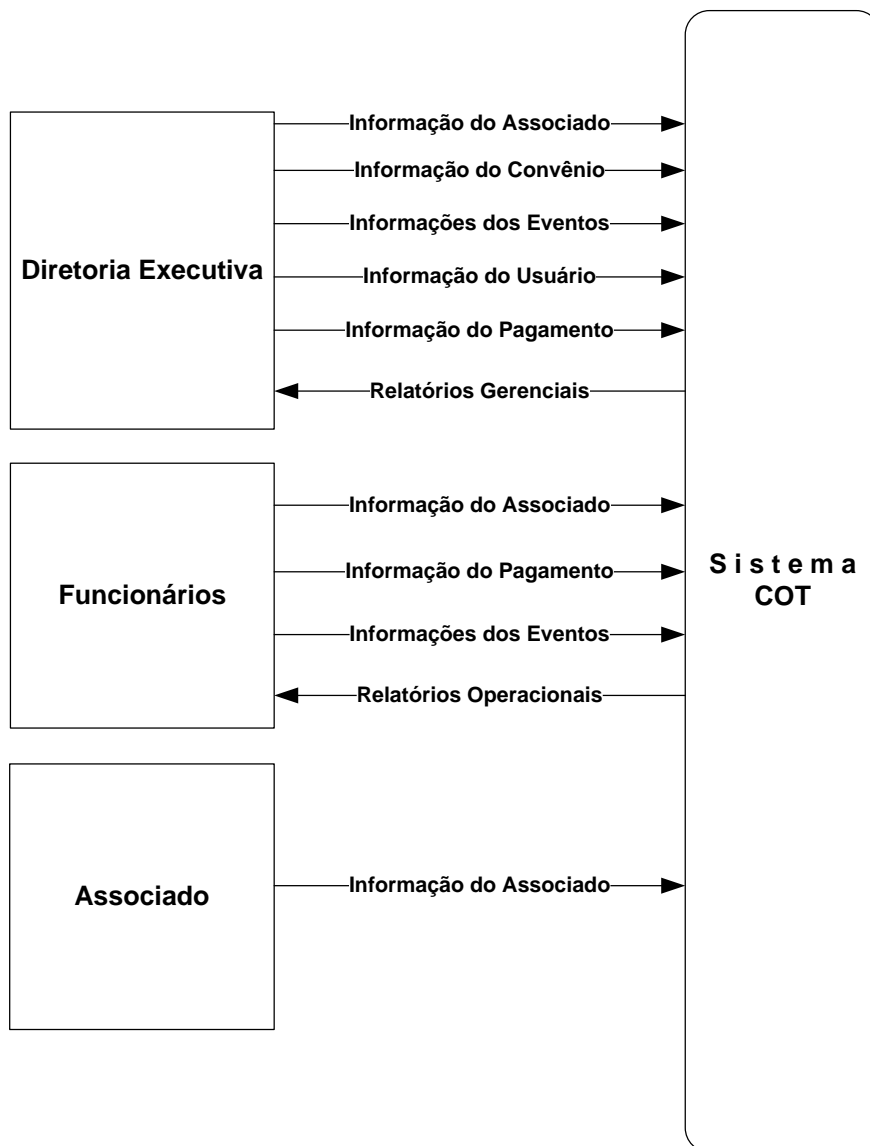 Informação do Associado
Informação do Convênio
Informações dos Eventos
Diretoria Executiva
Informação do Usuário
Informação do Pagamento
Relatórios Gerenciais
Informação do Associado
Informação do Pagamento
Funcionários
Informações dos Eventos
Relatórios Operacionais
S i s t e m a
COT
Associado
Informação do Associado